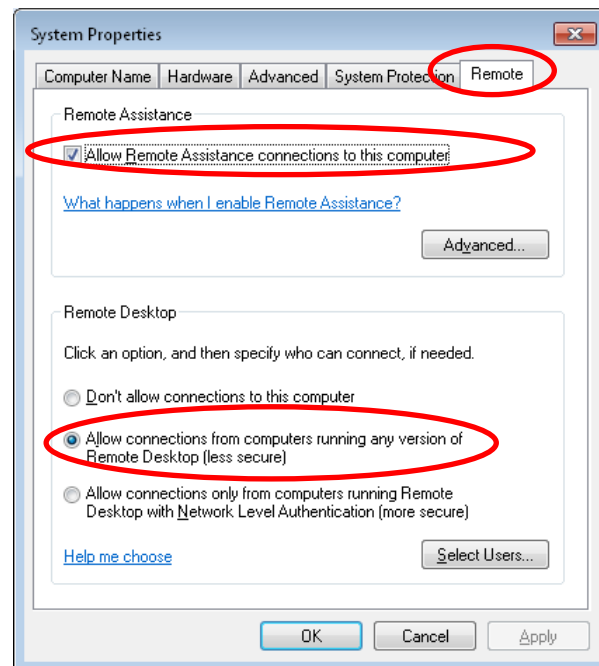 System Properties
Computer Name Hardware Advanced System Protection Remote
Remote Assistance
Allow Remote Assistance connections to this computer
What happens when I enable Remote Assistance?
Advanced...
Remote Desktop
Click an option, and then specify who can connect, if needed.
Don't allow connections to this computer
Allow connections from computers running any version of
Remote Desktop (less secure)
Allow connections only from computers running Remote
Desktop with Network Level Authentication (more secure)
Help me choose
Select Users...
OK Cancel Apply